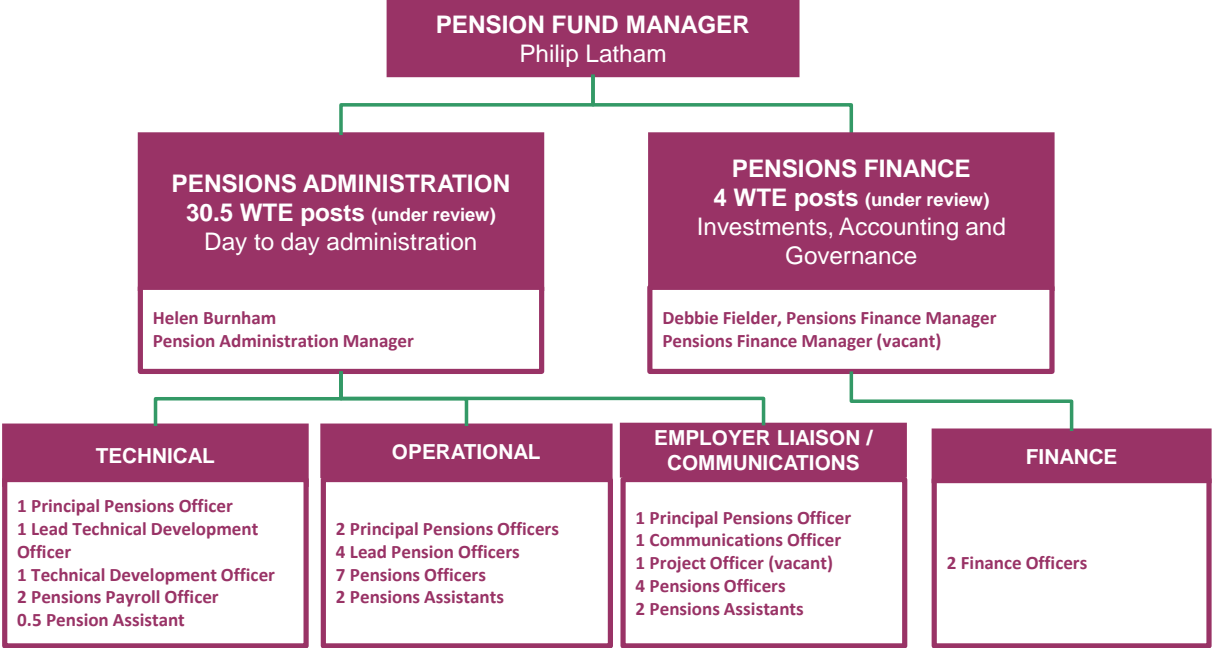 PENSION FUND MANAGER
Philip Latham
PENSIONS ADMINISTRATION
30.5 WTE posts (under review)
Day to day administration
Helen Burnham
Pension Administration Manager
PENSIONS FINANCE
4 WTE posts (under review)
Investments, Accounting and
Governance
Debbie Fielder, Pensions Finance Manager
Pensions Finance Manager (vacant)
TECHNICAL
1 Principal Pensions Officer
1 Lead Technical Development
Officer
1 Technical Development Officer
2 Pensions Payroll Officer
0.5 Pension Assistant
OPERATIONAL
2 Principal Pensions Officers
4 Lead Pension Officers
7 Pensions Officers
2 Pensions Assistants
EMPLOYER LIAISON /
COMMUNICATIONS
1 Principal Pensions Officer
1 Communications Officer
1 Project Officer (vacant)
4 Pensions Officers
2 Pensions Assistants
FINANCE
2 Finance Officers